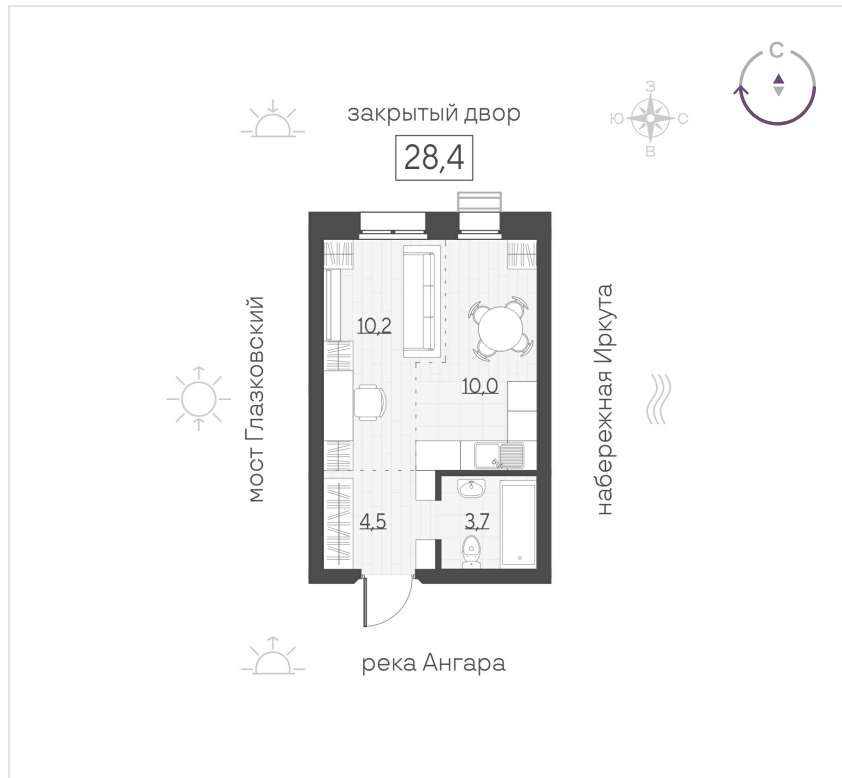 С
закрытый двор
З
Ю
С
В
28,4
мост Глазковский
10,2
10,0
набережная Иркута
4,5
3,7
река Ангара